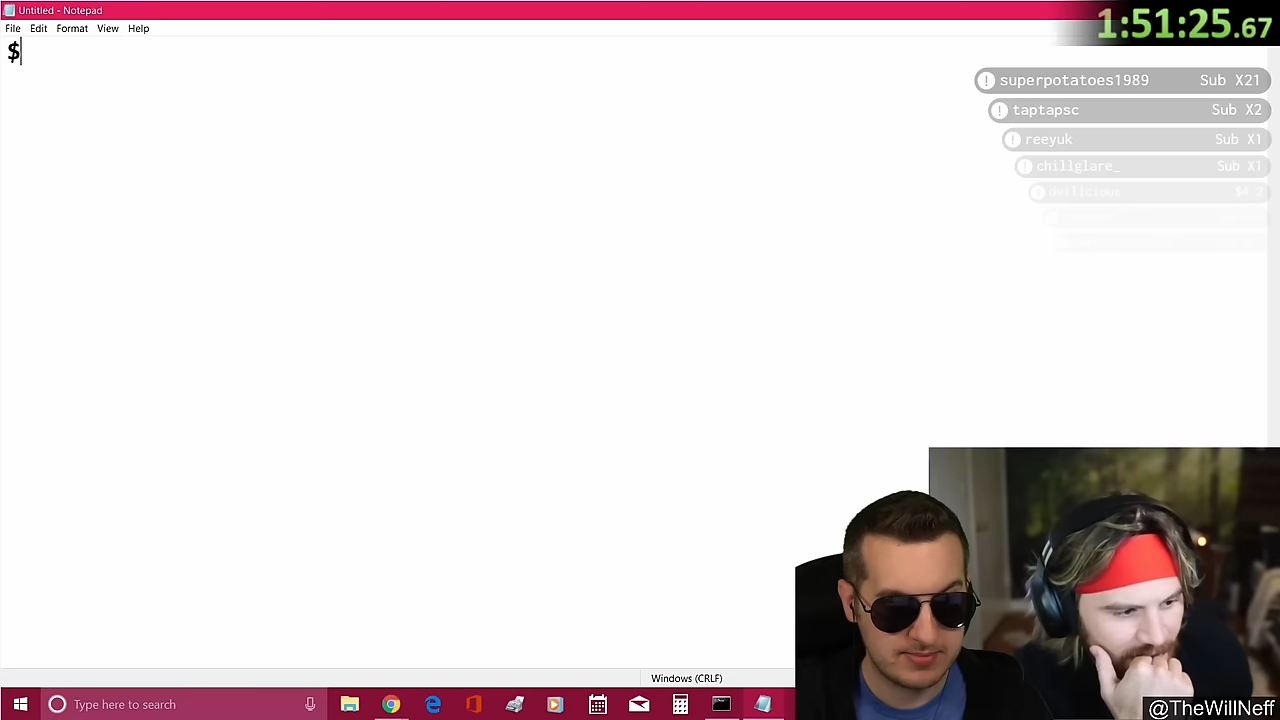 Untitled - Notepad
1:51:25.67
File Edit Format View Help
$
superpotatoes1989 Sub X21
taptapsc Sub X2
reeyuk Sub X1
chillglare_ Sub X1
devilicious
Windows (CRLF)
Type here to search
@TheWillNeff